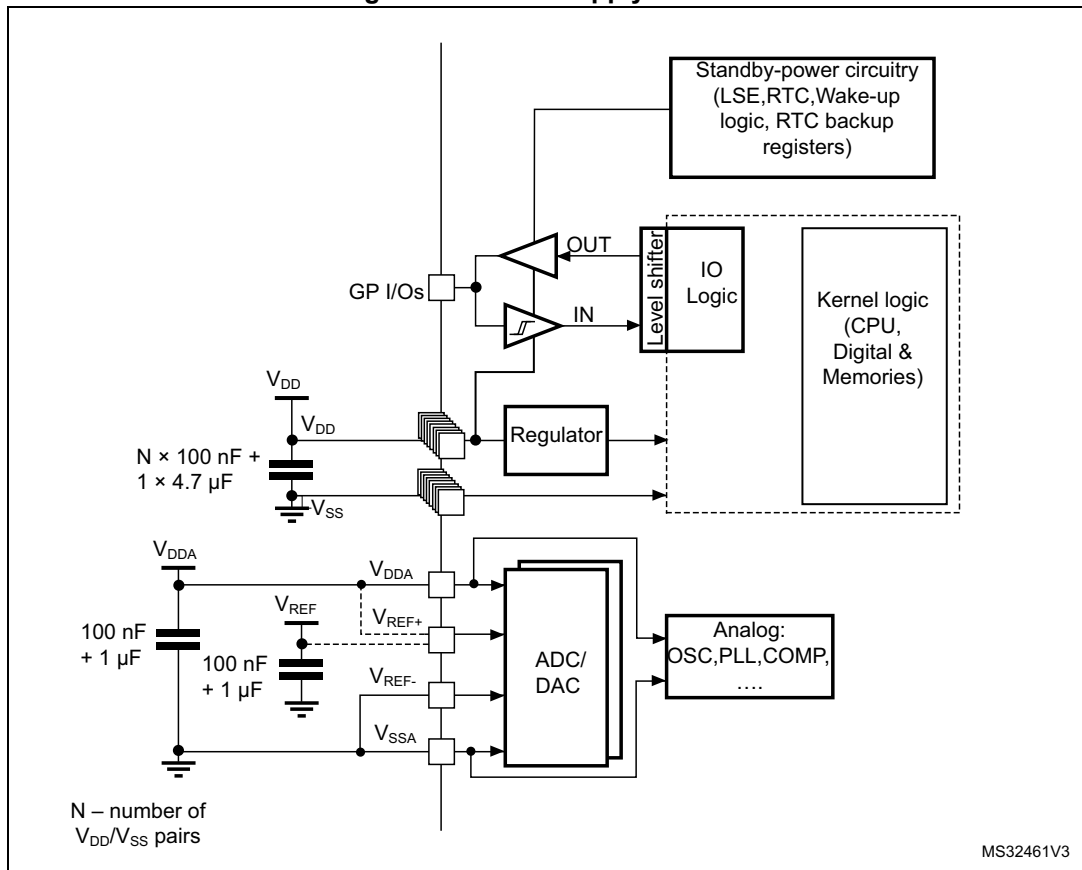 Standby-power circuitry
(LSE,RTC,Wake-up
logic, RTC backup
registers)
OUT
Level shifter
IO
Logic
GP I/Os
IN
Kernel logic
(CPU,
Digital &
Memories)
VDD
VDD
Regulator
N × 100 nF +
1 × 4.7 µF
VSS
VDDA
VDDA
VREF
VREF+
100 nF
+ 1 µF
100 nF
+ 1 µF
ADC/
DAC
Analog:
OSC,PLL,COMP,
....
VREF-
VSSA
N – number of
VDD/VSS pairs
MS32461V3